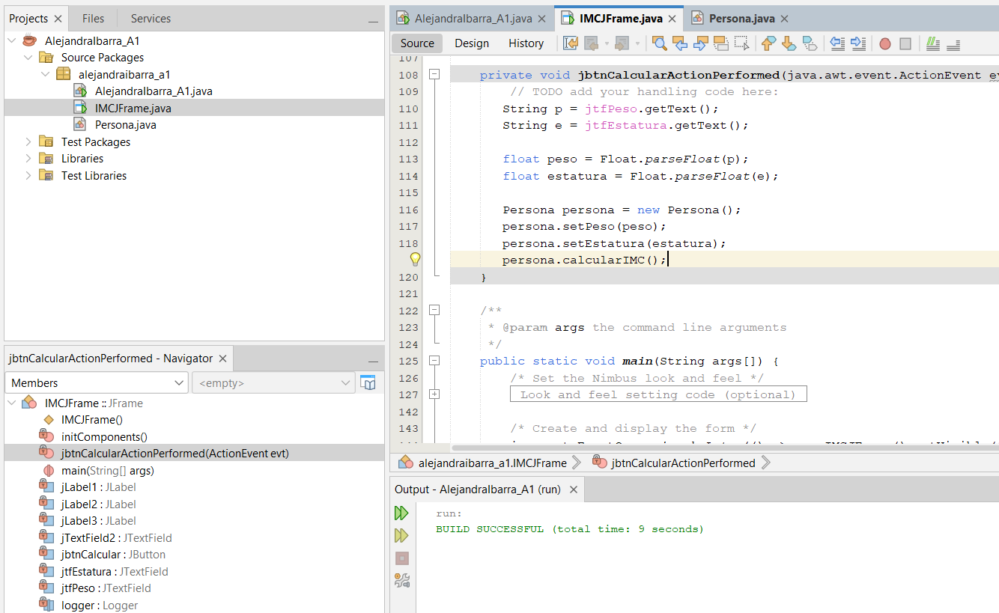 Projects
Files
Services
AlejandraIbarra_A1
Source Packages
alejandraibarra_a1
AlejandraIbarra_A1.java
IMCJFrame.java
Persona.java
Test Packages
Libraries
Test Libraries
jbtnCalcularActionPerformed - Navigator
Members
<empty>
IMCJFrame :: JFrame
IMCJFrame()
initComponents()
jbtnCalcularActionPerformed(ActionEvent evt)
main(String[] args)
jLabel1 : JLabel
jLabel2 : JLabel
jLabel3 : JLabel
jTextField2 : JTextField
jbtnCalcular : JButton
jtfEstatura : JTextField
jtfPeso : JTextField
logger : Logger
AlejandraIbarra_A1.java
IMCJFrame.java
Persona.java
Source
Design
History
107
108 private void jbtnCalcularActionPerformed(java.awt.event.ActionEvent ev
109 // TODO add your handling code here:
110 String p = jtfPeso.getText();
111 String e = jtfEstatura.getText();
112
113 float peso = Float.parseFloat(p);
114 float estatura = Float.parseFloat(e);
115
116 Persona persona = new Persona();
117 persona.setPeso(peso);
118 persona.setEstatura(estatura);
persona.calcularIMC();
120 }
121
122 /**
123 * @param args the command line arguments
124 */
125 public static void main(String args[]) {
126 /* Set the Nimbus look and feel */
127 Look and feel setting code (optional)
142
143 /* Create and display the form */
alejandraibarra_a1.IMCJFrame
jbtnCalcularActionPerformed
Output - AlejandraIbarra_A1 (run)
run:
BUILD SUCCESSFUL (total time: 9 seconds)